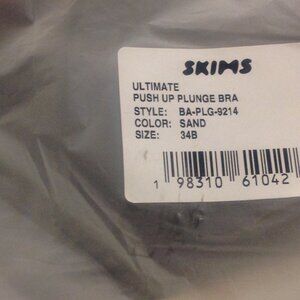 SKIMS
ULTIMATE
PUSH UP PLUNGE BRA
STYLE: BA-PLG-9214
COLOR: SAND
SIZE: 34B
1 98310 61042